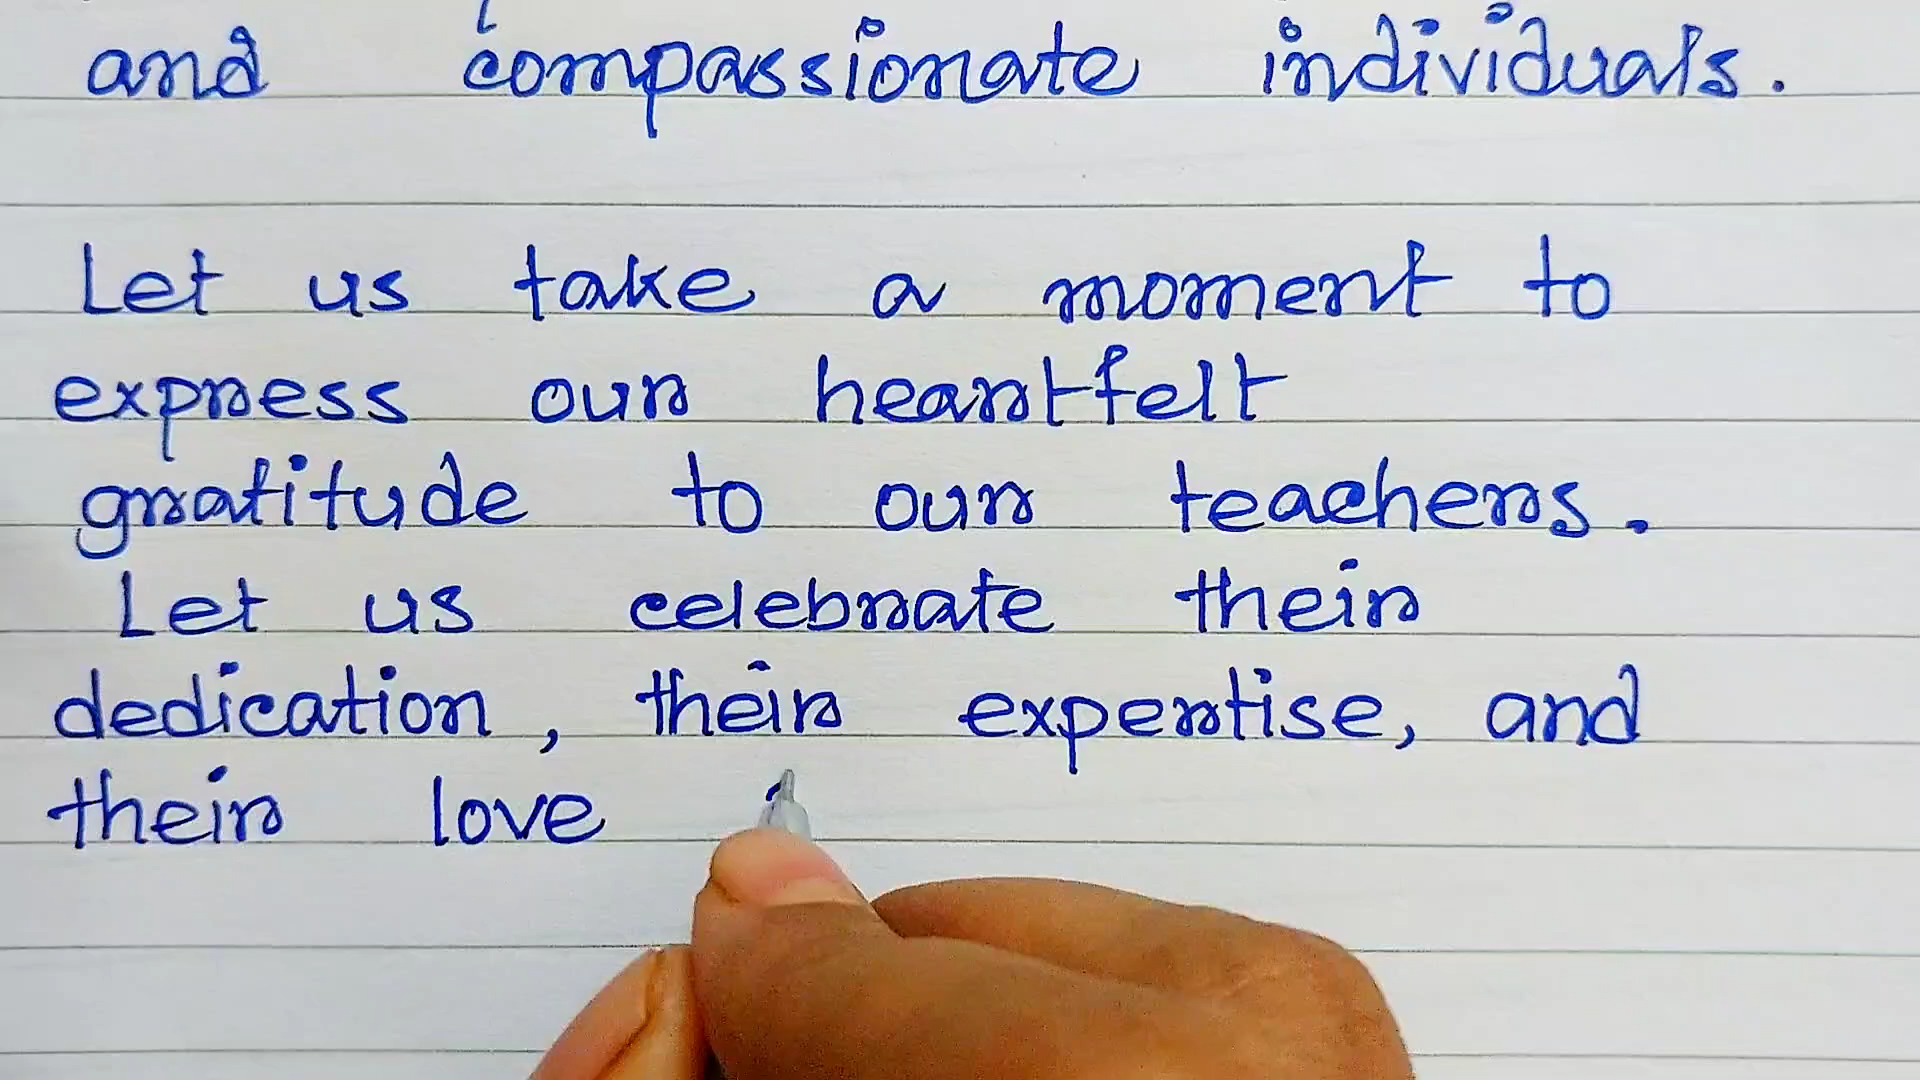 and compassionate individuals.
Let us take a moment to
express our heartfelt
gratitude to our teachers.
Let us celebrate their
dedication, their expertise, and
their love